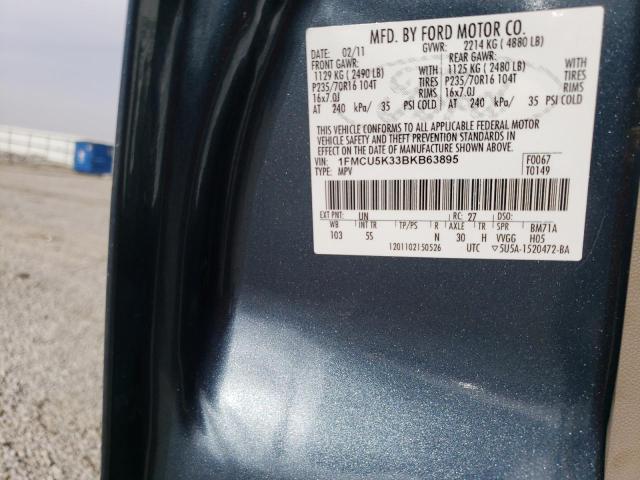 MFD. BY FORD MOTOR CO.
DATE: 02/11 GVWR: 2214 KG (4880 LB)
FRONT GAWR: REAR GAWR:
1129 KG (2490 LB) WITH 1125 KG (2480 LB) WITH
P235/70R16 104T TIRES P235/70R16 104T TIRES
16x7.0J RIMS 16x7.0J RIMS
AT 240 kPa/ 35 PSI COLD AT 240 kPa/ 35 PSI COLD
THIS VEHICLE CONFORMS TO ALL APPLICABLE FEDERAL MOTOR
VEHICLE SAFETY AND THEFT PREVENTION STANDARDS IN
EFFECT ON THE DATE OF MANUFACTURE SHOWN ABOVE.
VIN: 1FMCU5K33BKB63895 F0067
TYPE: MPV T0149
EXT PNT: UN RC: 27 DSO:
WB INT TR TP/PS R AXLE TR SPR BM71A
103 55 N 30 H VVGG H05
1201102150526 UTC ▽5U5A-1520472-BA